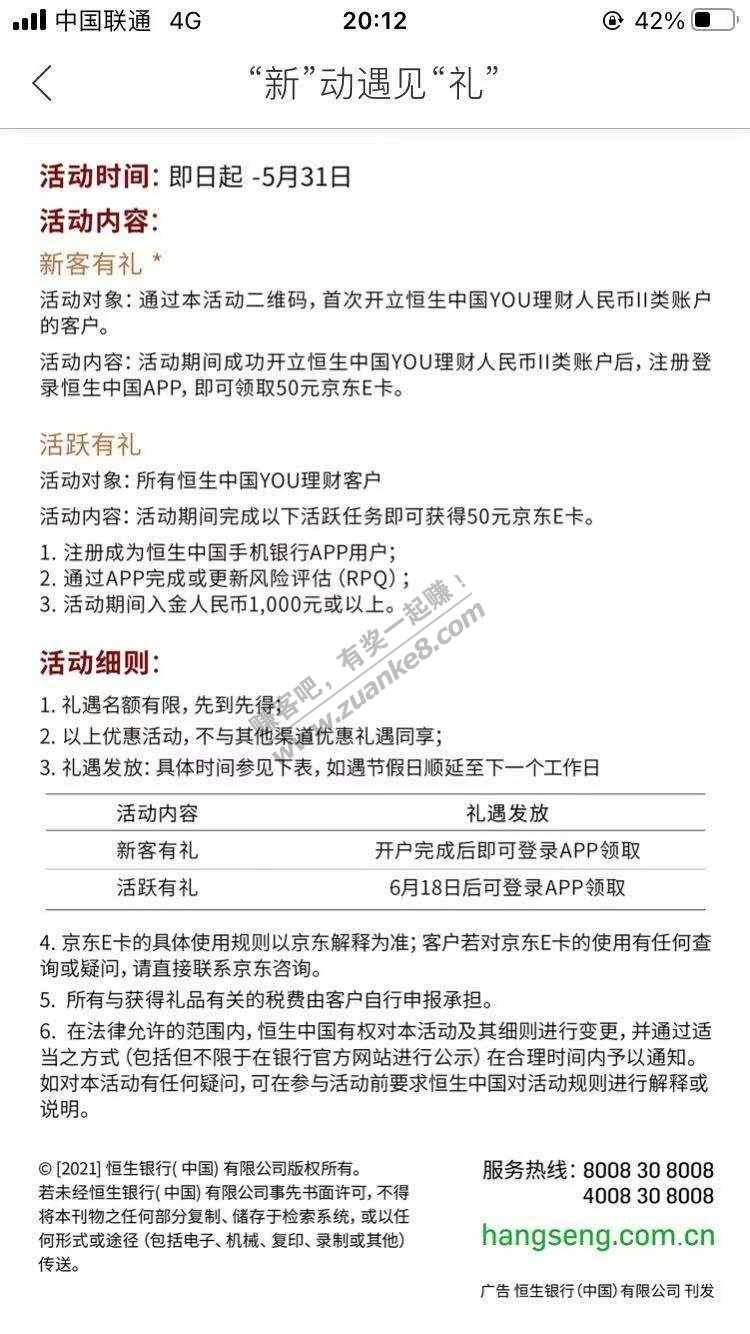 中国联通 4G 20:12 42%
“新”动遇见“礼”
活动时间：即日起 -5月31日
活动内容：
新客有礼 *
活动对象：通过本活动二维码，首次开立恒生中国YOU理财人民币II类账户
的客户。
活动内容：活动期间成功开立恒生中国YOU理财人民币II类账户后，注册登
录恒生中国APP，即可领取50元京东E卡。
活跃有礼
活动对象：所有恒生中国YOU理财客户
活动内容：活动期间完成以下活跃任务即可获得50元京东E卡。
1. 注册成为恒生中国手机银行APP用户；
2. 通过APP完成或更新风险评估（RPQ）；
3. 活动期间入金人民币1,000元或以上。
赚客吧，有奖一起赚！
www.zuanke8.com
活动细则：
1. 礼遇名额有限，先到先得；
2. 以上优惠活动，不与其他渠道优惠礼遇同享；
3. 礼遇发放：具体时间参见下表，如遇节假日顺延至下一个工作日
活动内容 礼遇发放
新客有礼 开户完成后即可登录APP领取
活跃有礼 6月18日后可登录APP领取
4. 京东E卡的具体使用规则以京东解释为准；客户若对京东E卡的使用有任何查
询或疑问，请直接联系京东咨询。
5. 所有与获得礼品有关的税费由客户自行申报承担。
6. 在法律允许的范围内，恒生中国有权对本活动及其细则进行变更，并通过适
当之方式（包括但不限于在银行官方网站进行公示）在合理时间内予以通知。
如对本活动有任何疑问，可在参与活动前要求恒生中国对活动规则进行解释或
说明。
© [2021] 恒生银行( 中国) 有限公司版权所有。
若未经恒生银行( 中国) 有限公司事先书面许可，不得
将本刊物之任何部分复制、储存于检索系统，或以任
何形式或途径（包括电子、机械、复印、录制或其他）
传送。
服务热线：8008 30 8008
4008 30 8008
hangseng.com.cn
广告 恒生银行（中国）有限公司 刊发